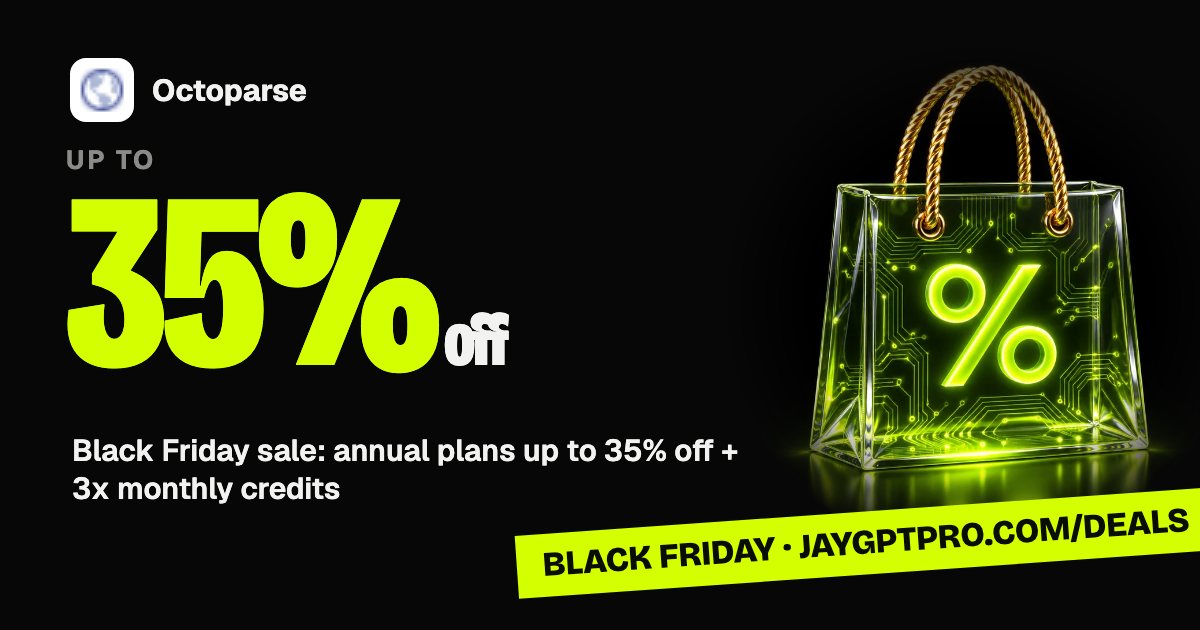 Octoparse
UP TO
35% off
Black Friday sale: annual plans up to 35% off +
3x monthly credits
%
BLACK FRIDAY · JAYGPTPRO.COM/DEALS